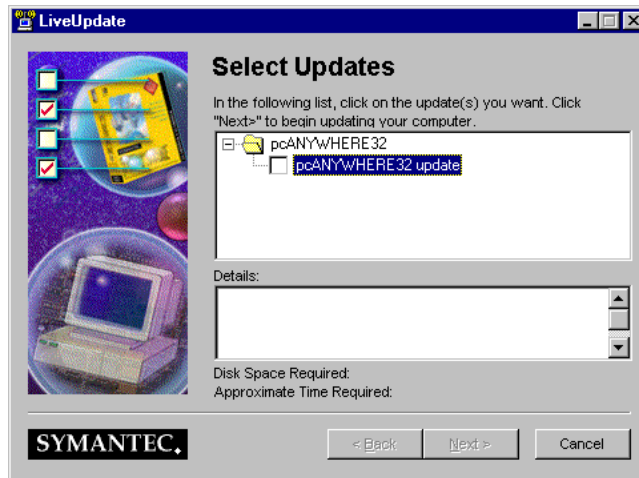 LiveUpdate
Select Updates
In the following list, click on the update(s) you want. Click
"Next>" to begin updating your computer.
pcANYWHERE32
pcANYWHERE32 update
Details:
Disk Space Required:
Approximate Time Required:
SYMANTEC.
< Back
Next >
Cancel